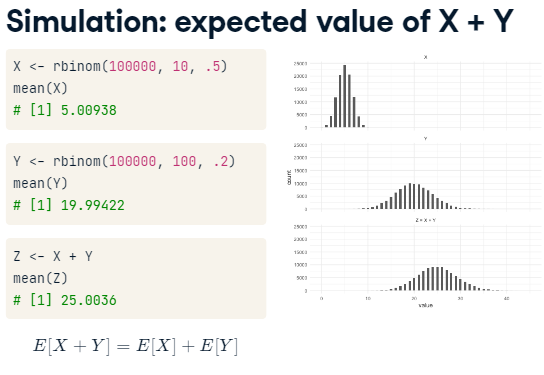 Simulation: expected value of X + Y
X <- rbinom(100000, 10, .5)
mean(X)
# [1] 5.00938
Y <- rbinom(100000, 100, .2)
mean(Y)
# [1] 19.99422
Z <- X + Y
mean(Z)
# [1] 25.0036
E[X + Y] = E[X] + E[Y]
X
25000
20000
15000
10000
5000
0
Y
25000
20000
15000
10000
5000
0
Z = X + Y
25000
20000
15000
10000
5000
0
0 10 20 30 40
count
value